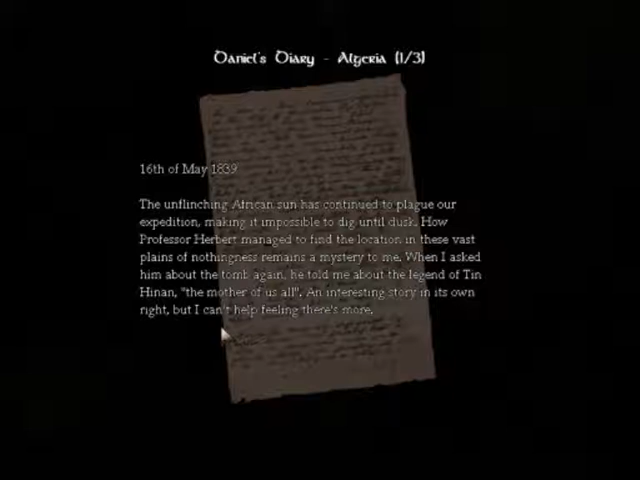 Daniel's Diary - Algeria (1/3)
16th of May 1839
The unflinching African sun has continued to plague our
expedition, making it impossible to dig until dusk. How
Professor Herbert managed to find the location in these vast
plains of nothingness remains a mystery to me. When I asked
him about the tomb again, he told me about the legend of Tin
Hinan, "the mother of us all". An interesting story in its own
right, but I can't help feeling there's more.